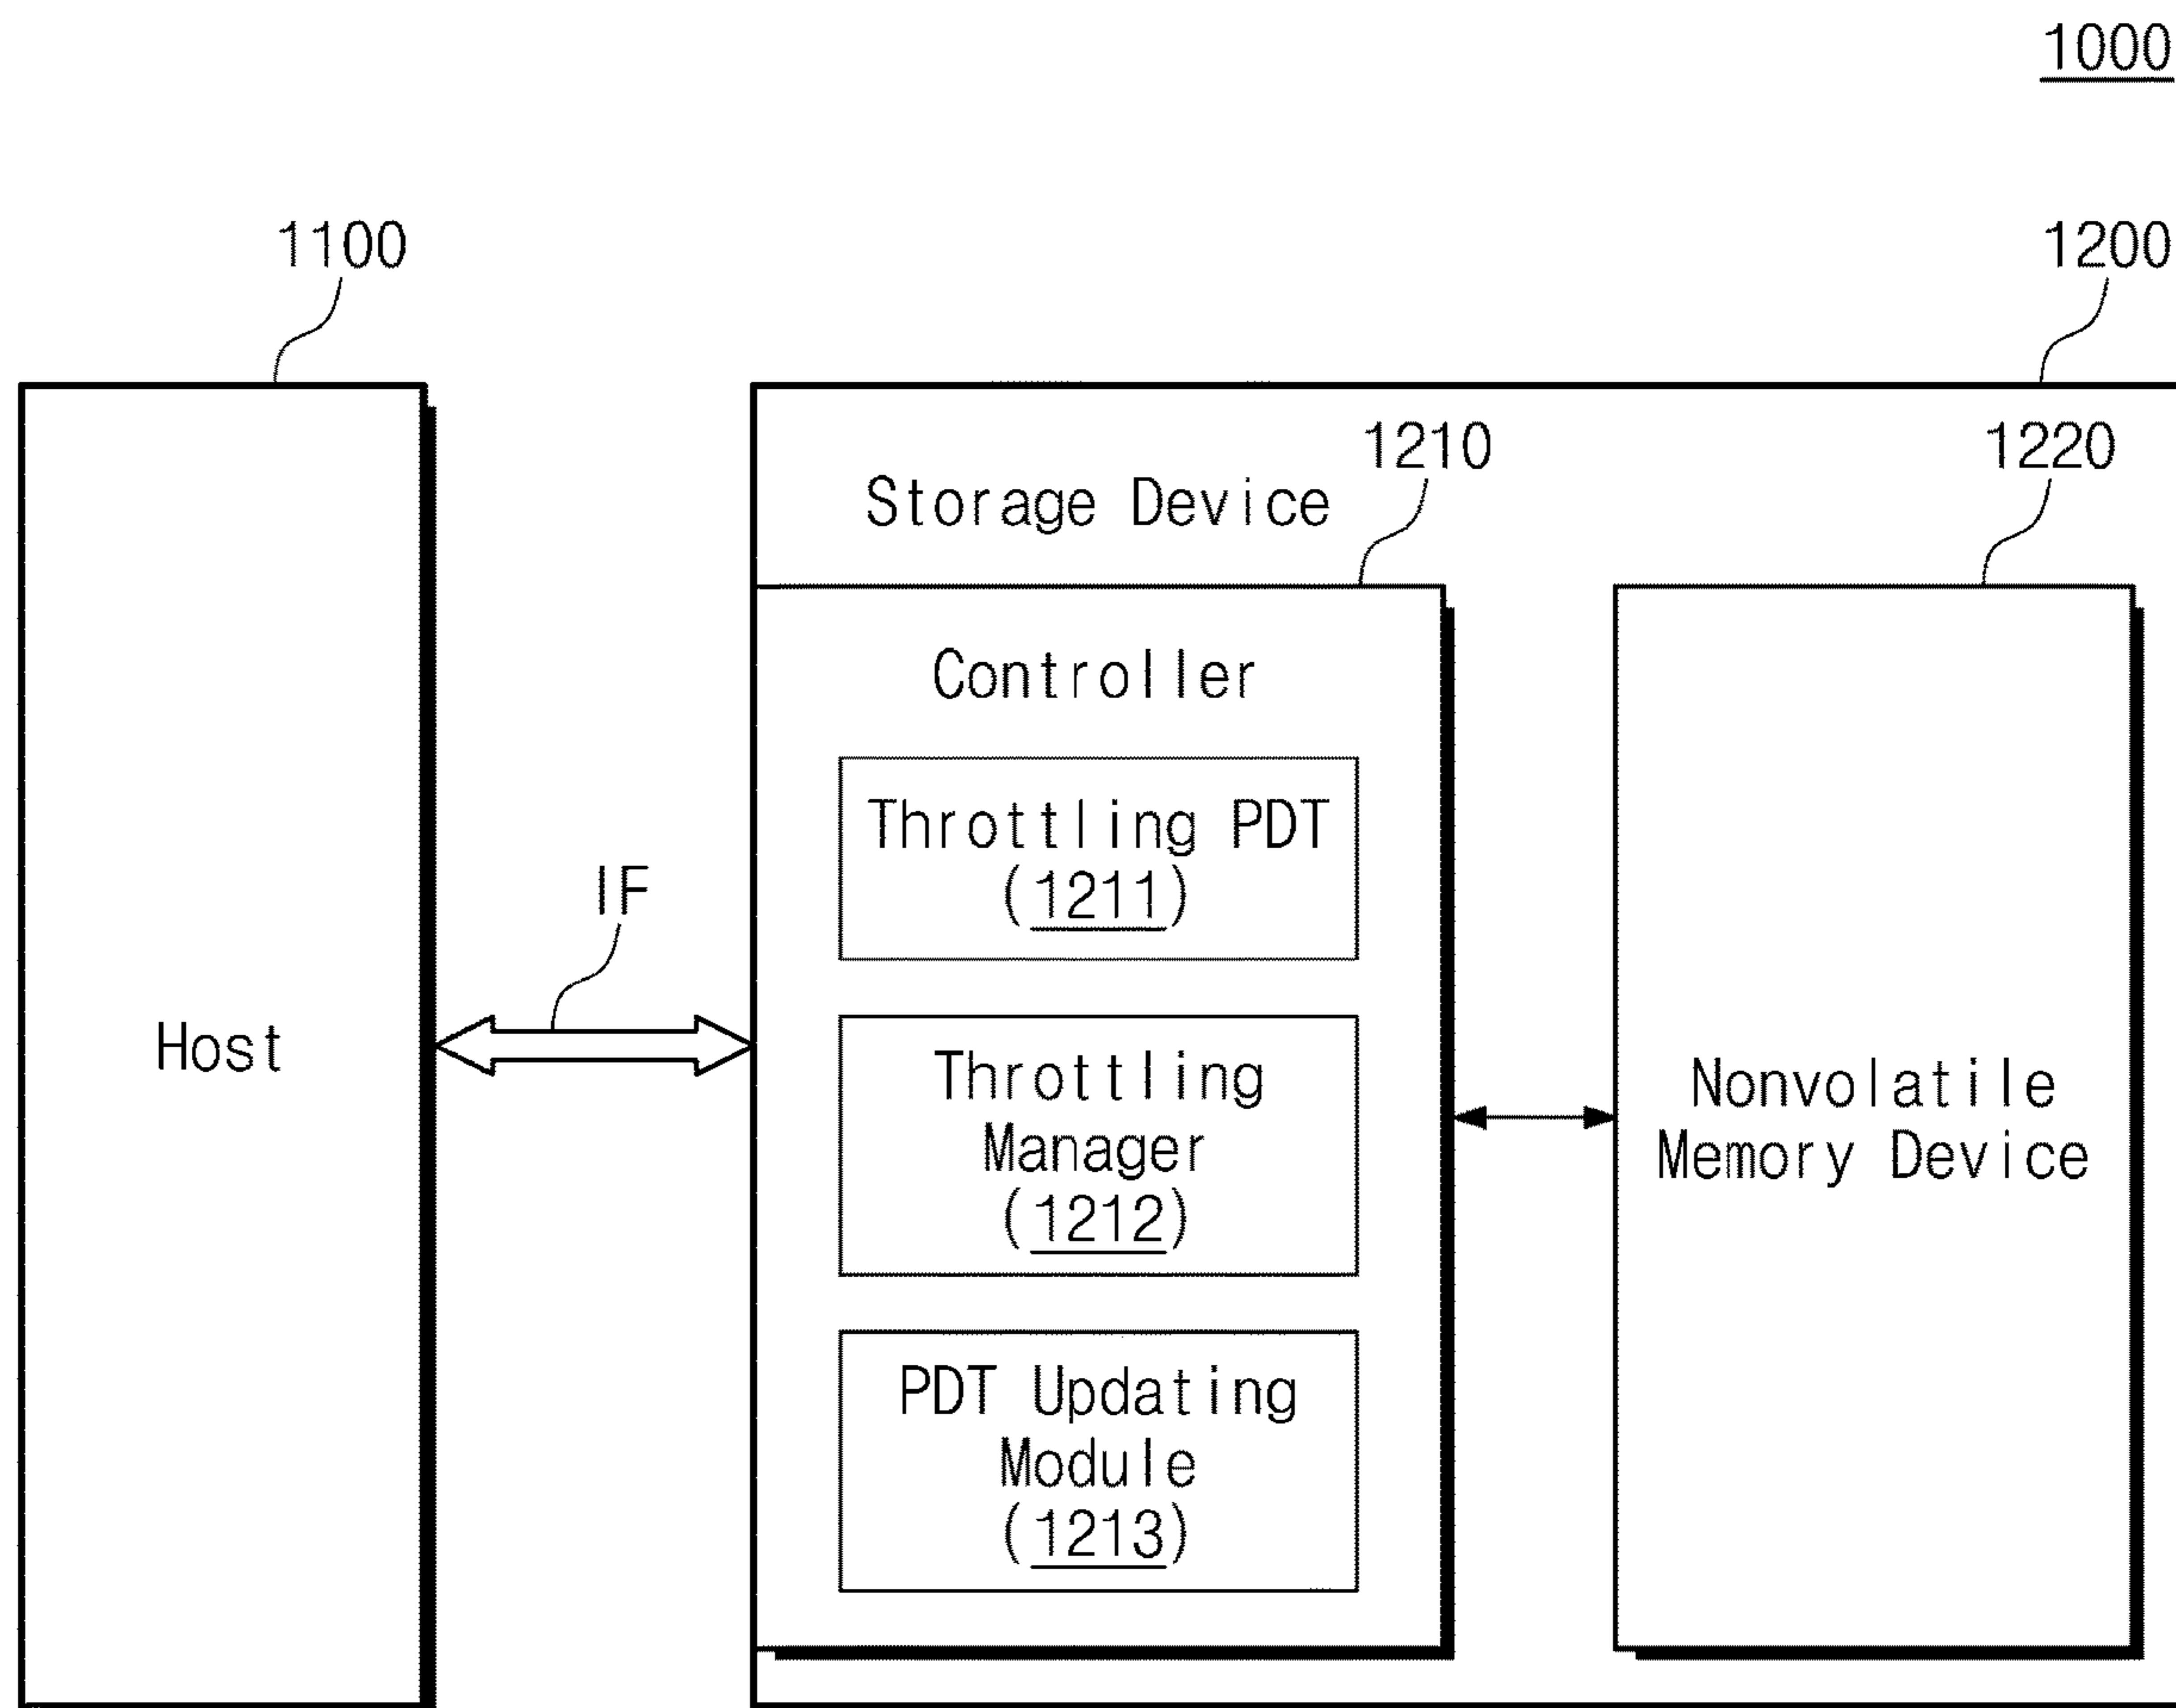 1000
1100
1200
1210
1220
Storage Device
Controller
Throttling PDT
(1211)
IF
Host
Throttling
Manager
(1212)
Nonvolatile
Memory Device
PDT Updating
Module
(1213)